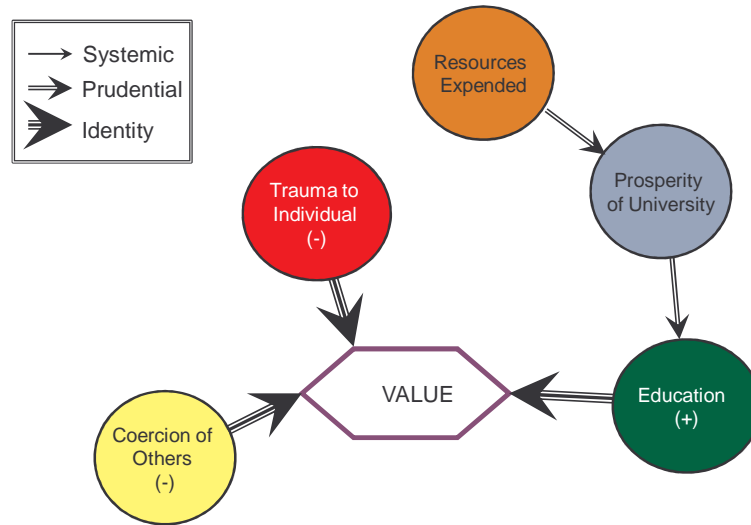 Systemic
Prudential
Identity
Resources
Expended
Prosperity
of University
Trauma to
Individual
(-)
VALUE
Education
(+)
Coercion of
Others
(-)